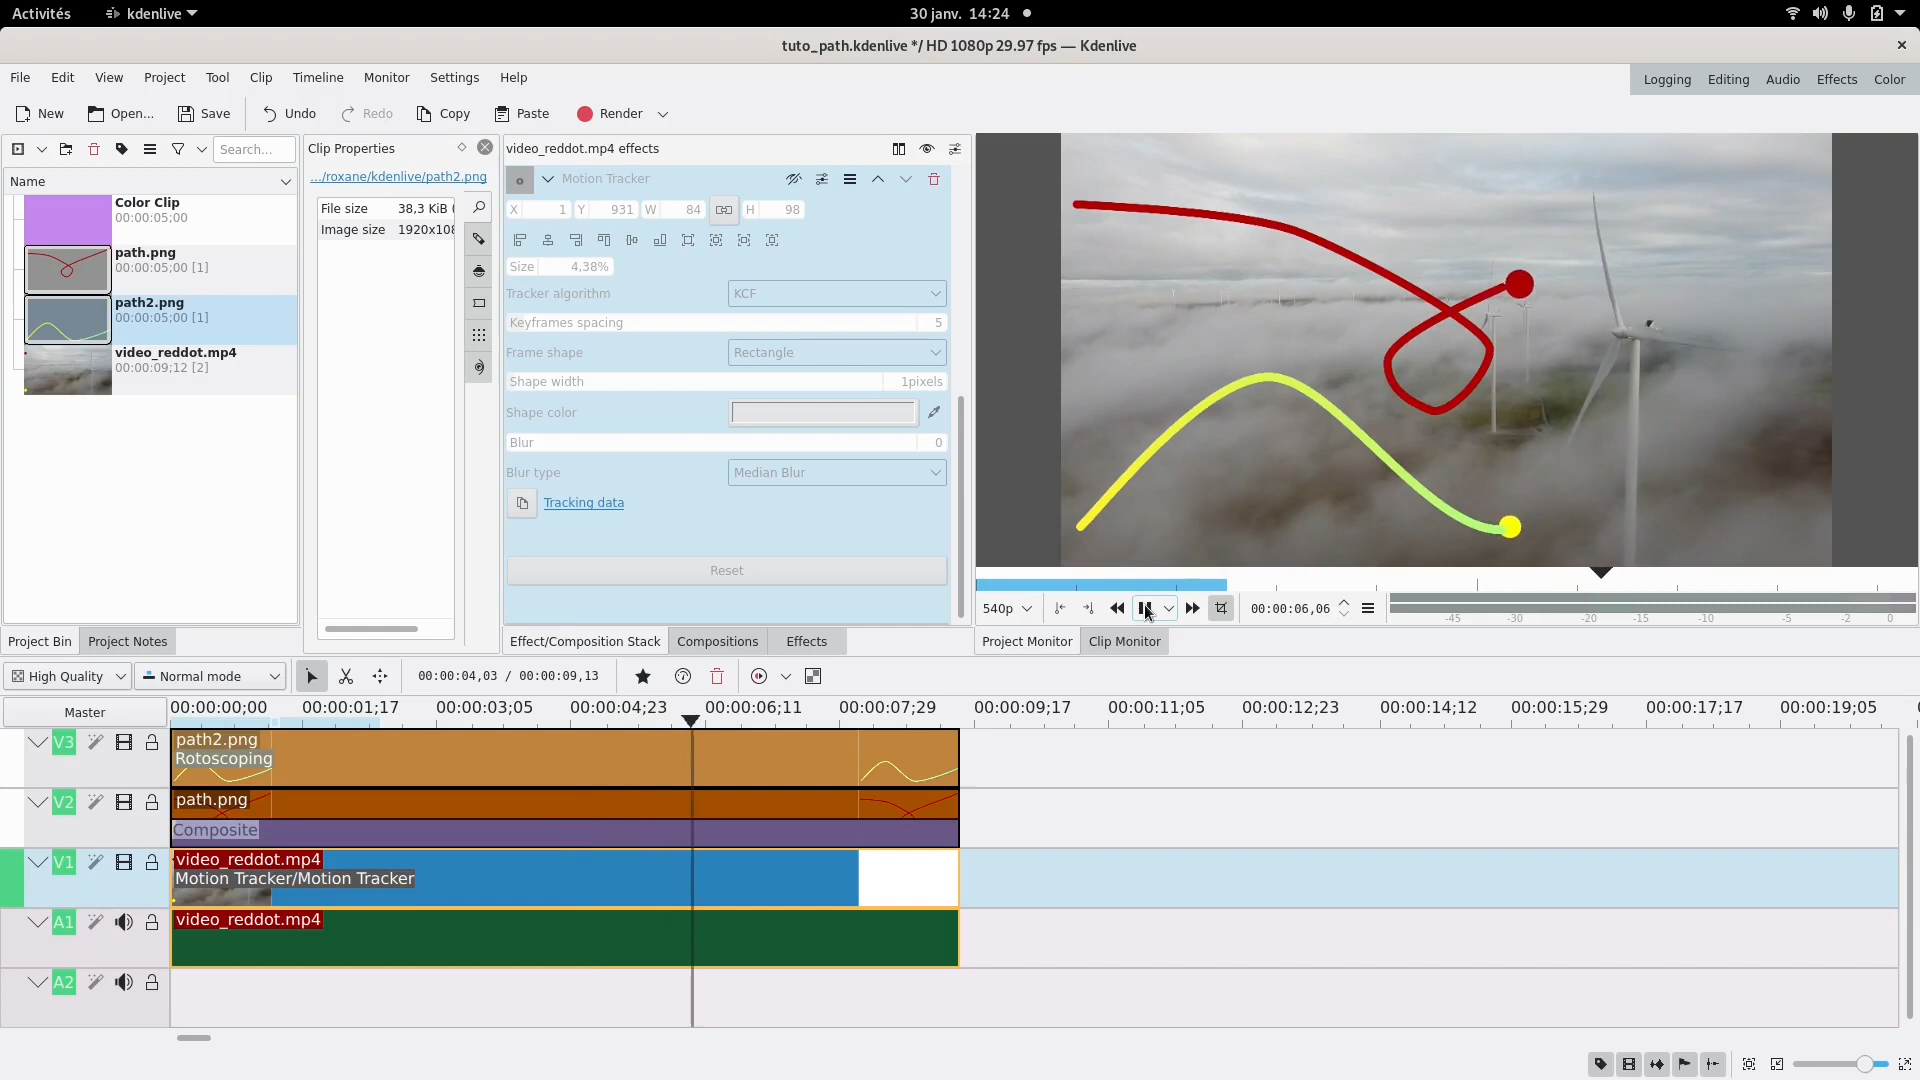 Activités kdenlive 30 janv. 14:24
tuto_path.kdenlive */ HD 1080p 29.97 fps — Kdenlive
File Edit View Project Tool Clip Timeline Monitor Settings Help Logging Editing Audio Effects Color
New Open... Save Undo Redo Copy Paste Render
Search...
Name
Color Clip
00:00:05;00
path.png
00:00:05;00 [1]
path2.png
00:00:05;00 [1]
video_reddot.mp4
00:00:09;12 [2]
Project Bin Project Notes
Clip Properties
.../roxane/kdenlive/path2.png
File size 38,3 KiB (
Image size 1920x108
video_reddot.mp4 effects
Motion Tracker
X 1 Y 931 W 84 H 98
Size 4,38%
Tracker algorithm KCF
Keyframes spacing 5
Frame shape Rectangle
Shape width 1pixels
Shape color
Blur 0
Blur type Median Blur
Tracking data
Reset
Effect/Composition Stack Compositions Effects
540p 00:00:06,06
-45 -30 -20 -15 -10 -5 -2 0
Project Monitor Clip Monitor
High Quality Normal mode 00:00:04,03 / 00:00:09,13
Master 00:00:00;00 00:00:01;17 00:00:03;05 00:00:04;23 00:00:06;11 00:00:07;29 00:00:09;17 00:00:11;05 00:00:12;23 00:00:14;12 00:00:15;29 00:00:17;17 00:00:19;05
V3 path2.png
Rotoscoping
V2 path.png
Composite
V1 video_reddot.mp4
Motion Tracker/Motion Tracker
A1 video_reddot.mp4
A2